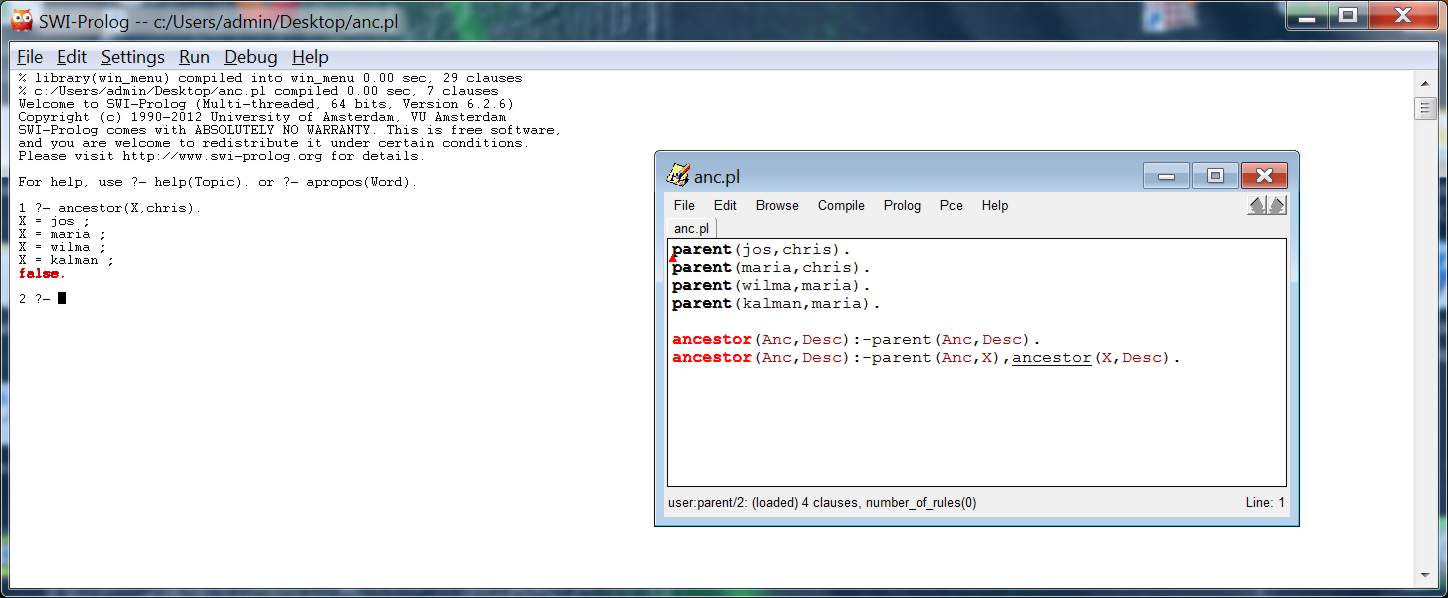 SWI-Prolog -- c:/Users/admin/Desktop/anc.pl
File Edit Settings Run Debug Help
% library(win_menu) compiled into win_menu 0.00 sec, 29 clauses
% c:/Users/admin/Desktop/anc.pl compiled 0.00 sec, 7 clauses
Welcome to SWI-Prolog (Multi-threaded, 64 bits, Version 6.2.6)
Copyright (c) 1990-2012 University of Amsterdam, VU Amsterdam
SWI-Prolog comes with ABSOLUTELY NO WARRANTY. This is free software,
and you are welcome to redistribute it under certain conditions.
Please visit http://www.swi-prolog.org for details.
For help, use ?- help(Topic). or ?- apropos(Word).
1 ?- ancestor(X,chris).
X = jos ;
X = maria ;
X = wilma ;
X = kalman ;
false.
2 ?-
anc.pl
File Edit Browse Compile Prolog Pce Help
anc.pl
parent(jos,chris).
parent(maria,chris).
parent(wilma,maria).
parent(kalman,maria).
ancestor(Anc,Desc):-parent(Anc,Desc).
ancestor(Anc,Desc):-parent(Anc,X),ancestor(X,Desc).
user:parent/2: (loaded) 4 clauses, number_of_rules(0) Line: 1